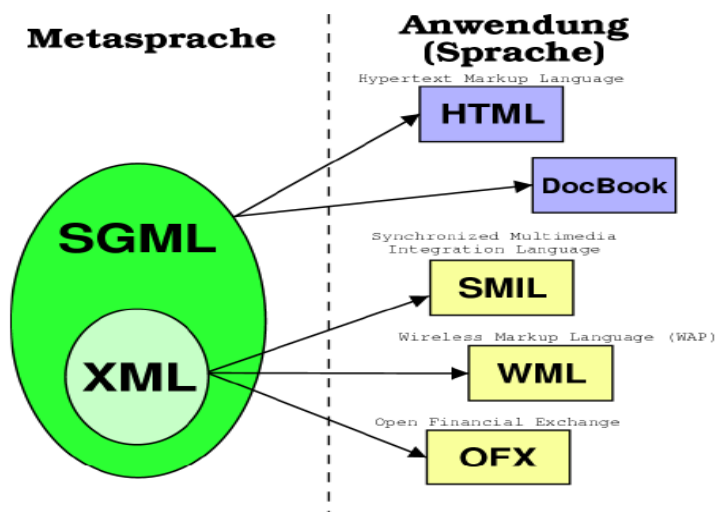 Metasprache
Anwendung
(Sprache)
Hypertext Markup Language
HTML
DocBook
SGML
Synchronized Multimedia
Integration Language
SMIL
Wireless Markup Language (WAP)
XML
WML
Open Financial Exchange
OFX